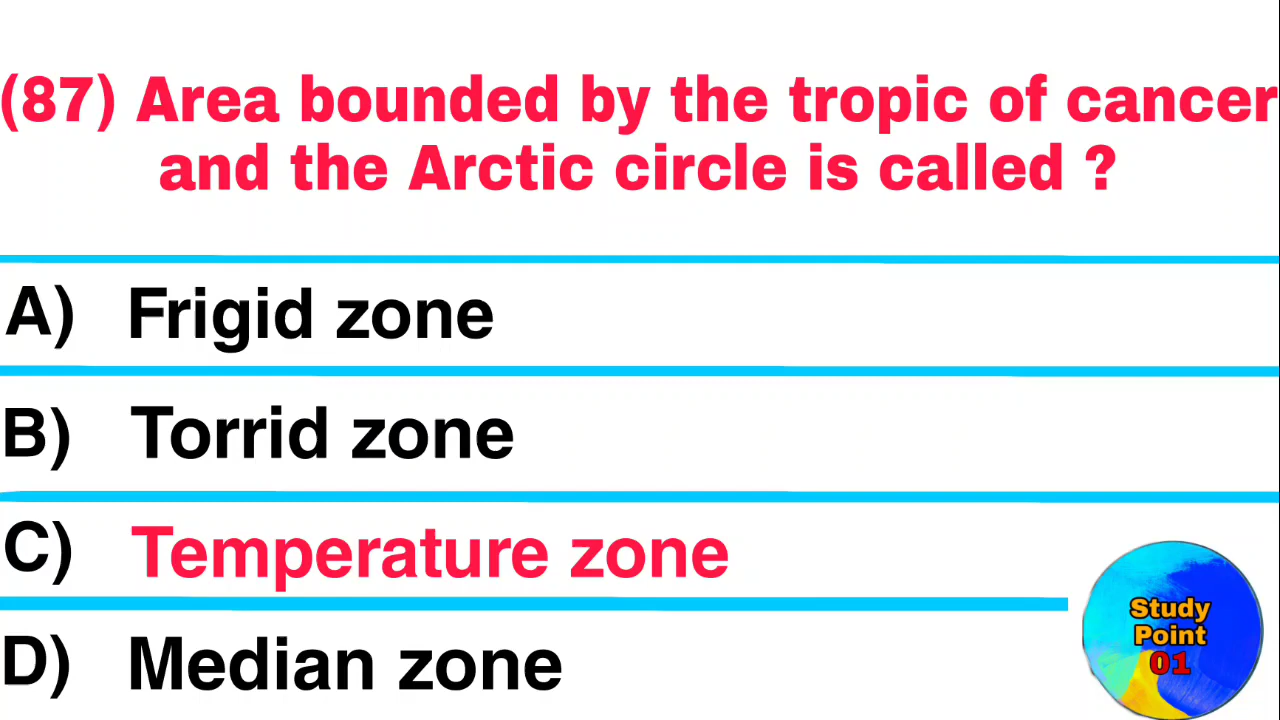 (87) Area bounded by the tropic of cancer
and the Arctic circle is called ?
A) Frigid zone
B) Torrid zone
C) Temperature zone
D) Median zone
Study
Point
01